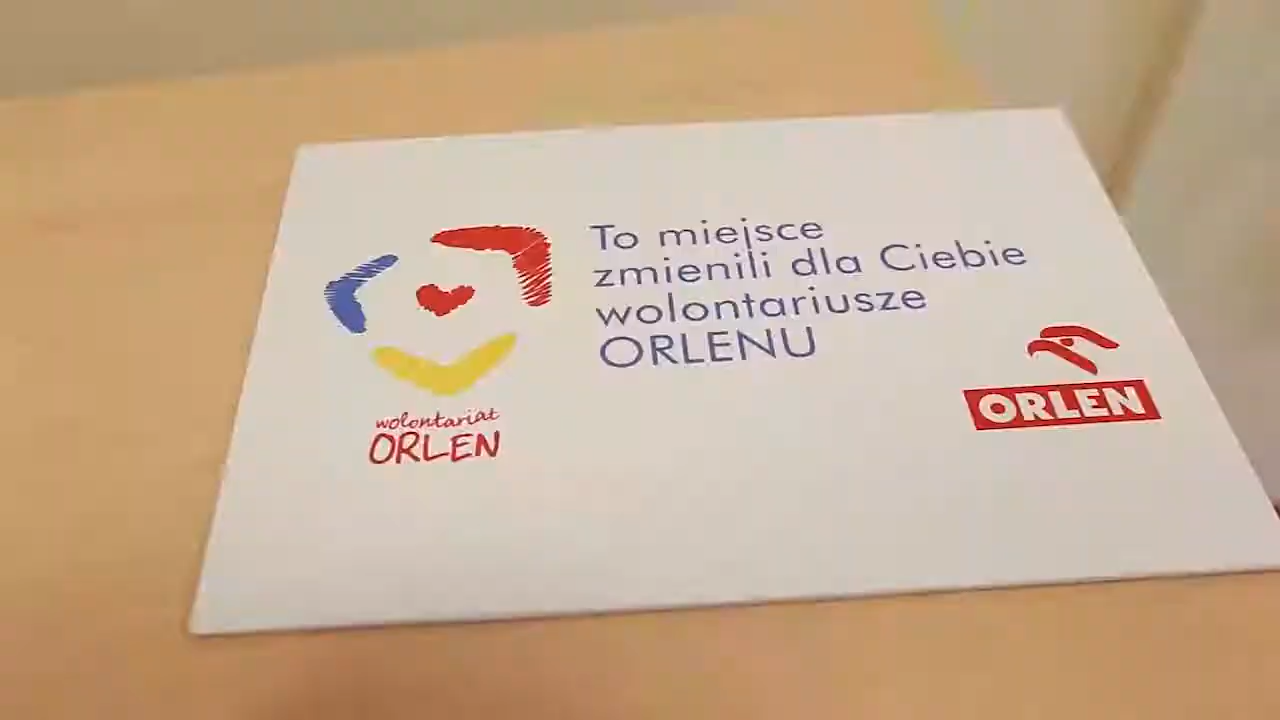 To miejsce
zmienili dla Ciebie
wolontariusze
ORLENU
wolontariat
ORLEN
ORLEN